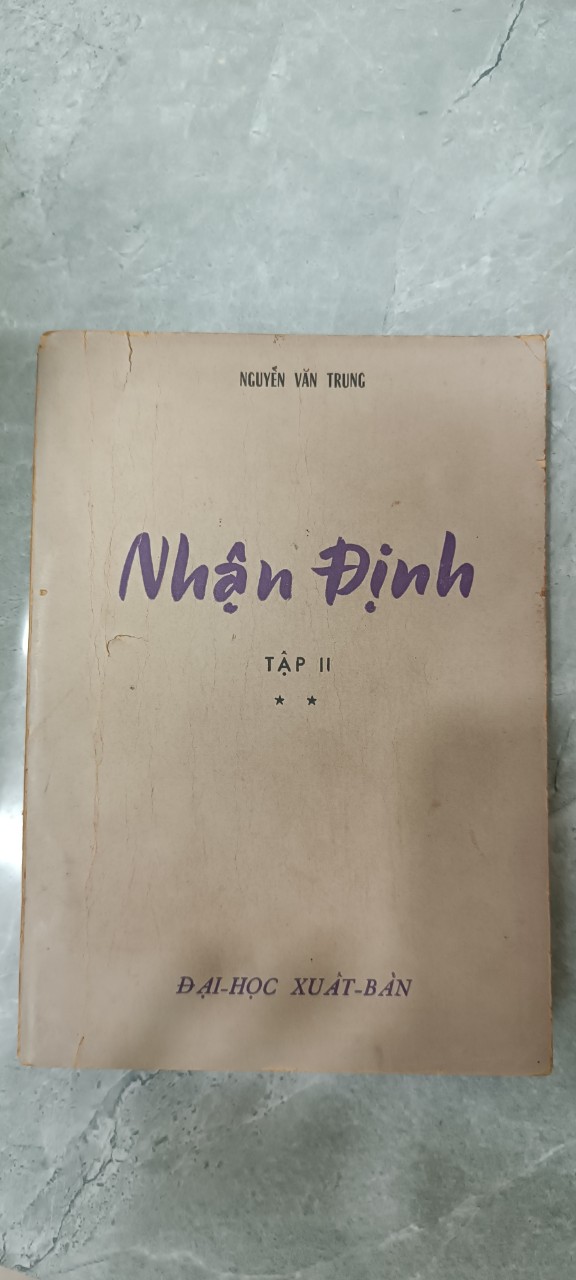 NGUYỄN VĂN TRUNG
Nhận Định
TẬP II
★ ★
ĐẠI-HỌC XUẤT-BẢN